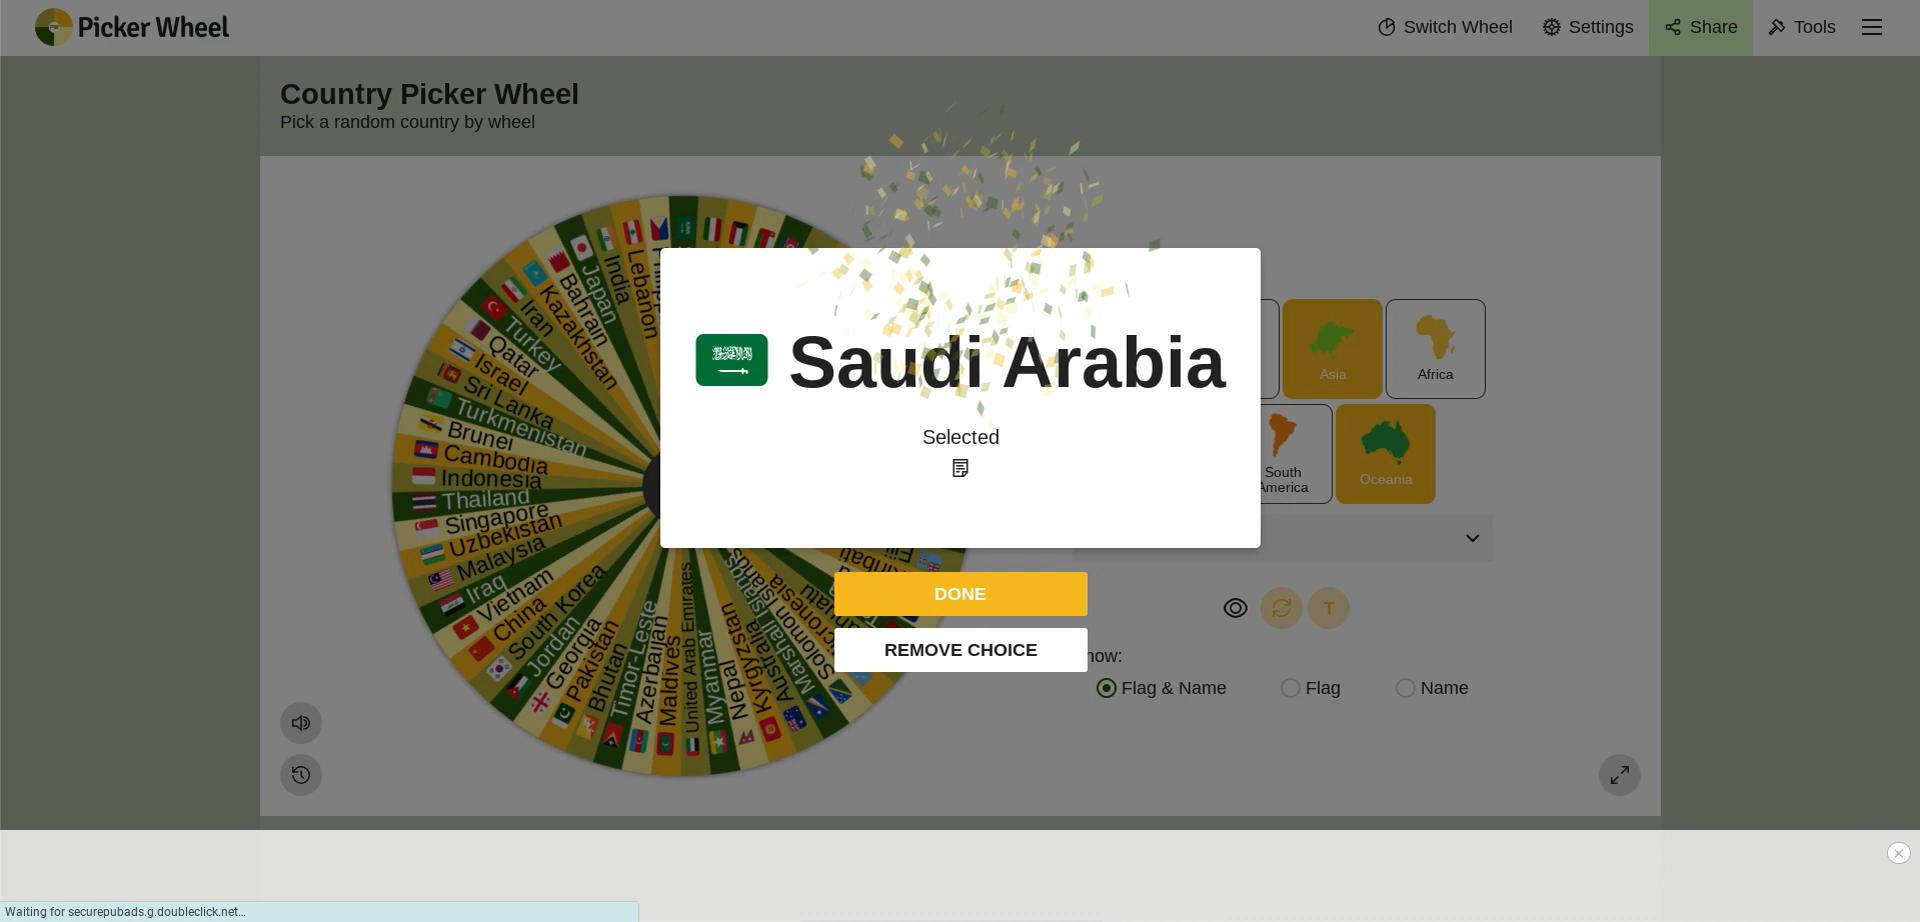 Picker Wheel
Switch Wheel
Settings
Share
Tools
Country Picker Wheel
Pick a random country by wheel
Lebanon
India
Japan
Bahrain
Kazakhstan
Iran
Turkey
Qatar
Israel
Sri Lanka
Turkmenistan
Brunei
Cambodia
Indonesia
Thailand
Singapore
Uzbekistan
Malaysia
Iraq
Vietnam
China
South Korea
Jordan
Georgia
Pakistan
Bhutan
Timor-Leste
Azerbaijan
Maldives
United Arab Emirates
Myanmar
Nepal
Kyrgyzstan
Australia
Marshall Islands
Saudi Arabia
Selected
DONE
REMOVE CHOICE
Asia
Africa
South
America
Oceania
T
now:
Flag & Name
Flag
Name
Waiting for securepubads.g.doubleclick.net...